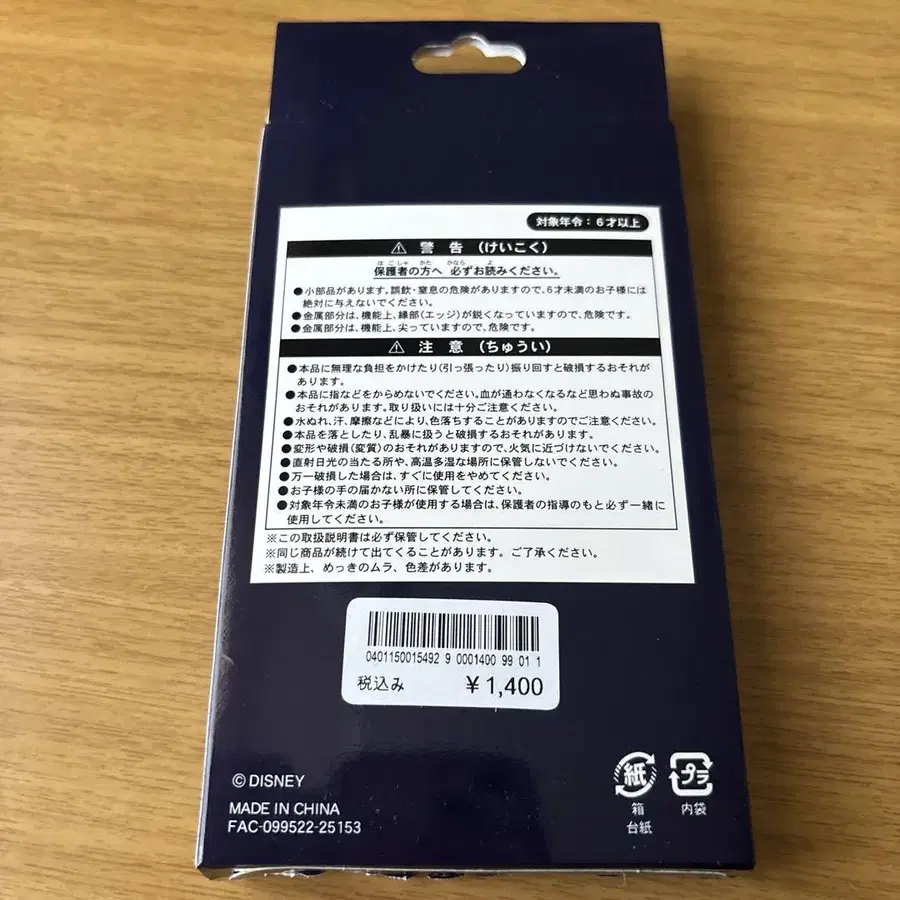 対象年令：6才以上
⚠ 警 告 （けいこく）
保護者の方へ 必ずお読みください。
●小部品があります。誤飲・窒息の危険がありますので、6才未満のお子様には
絶対に与えないでください。
●金属部分は、機能上、縁部（エッジ）が鋭くなっていますので、危険です。
●金属部分は、機能上、尖っていますので、危険です。
⚠ 注 意 （ちゅうい）
●本品に無理な負担をかけたり（引っ張ったり）振り回すと破損するおそれが
あります。
●本品に指などをからめないでください。血が通わなくなるなど思わぬ事故の
おそれがあります。取り扱いには十分ご注意ください。
●水ぬれ、汗、摩擦などにより、色落ちすることがありますのでご注意ください。
●本品を落としたり、乱暴に扱うと破損するおそれがあります。
●変形や破損（変質）のおそれがありますので、火気に近づけないでください。
●直射日光の当たる所や、高温多湿な場所に保管しないでください。
●万一破損した場合は、すぐに使用をやめてください。
●お子様の手の届かない所に保管してください。
●対象年令未満のお子様が使用する場合は、保護者の指導のもと必ず一緒に
使用してください。
※この取扱説明書は必ず保管してください。
※同じ商品が続けて出てくることがあります。ご了承ください。
※製造上、めっきのムラ、色差があります。
0401150015492 9 0001400 99 01 1
税込み ¥1,400
©DISNEY
MADE IN CHINA
FAC-099522-25153
紙 プラ
箱 内袋
台紙